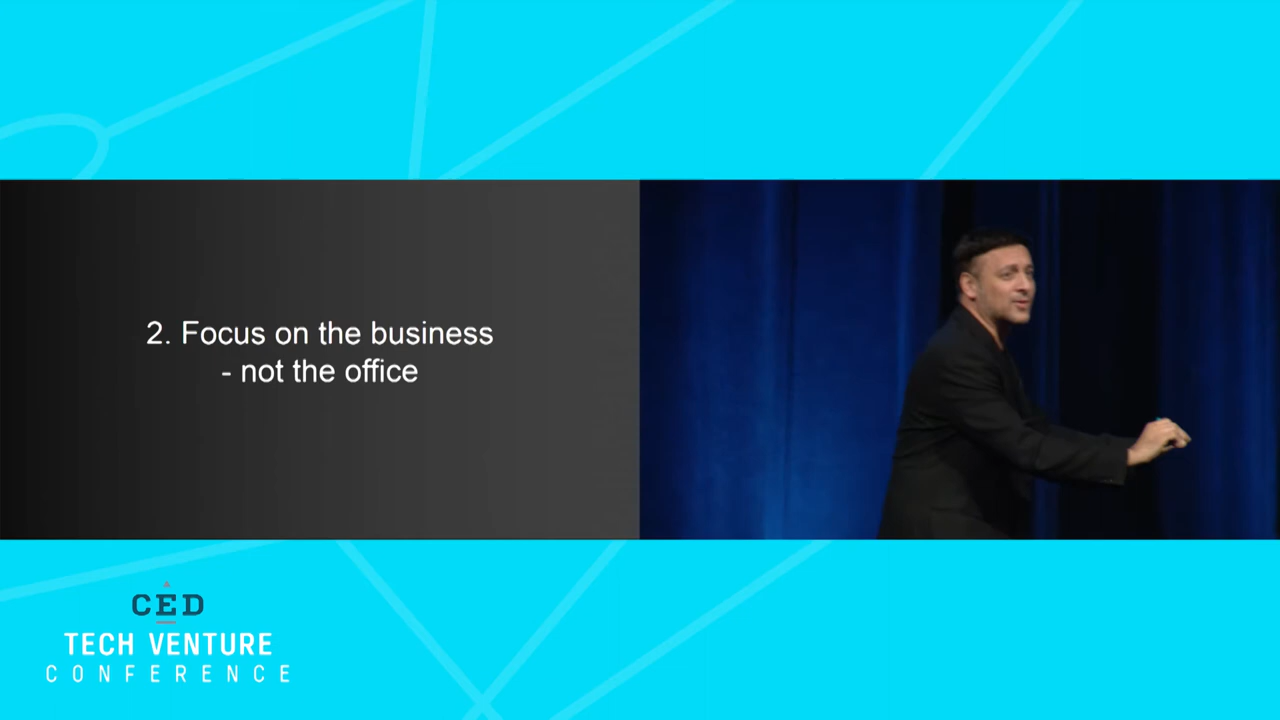 2. Focus on the business
- not the office
CED
TECH VENTURE
CONFERENCE